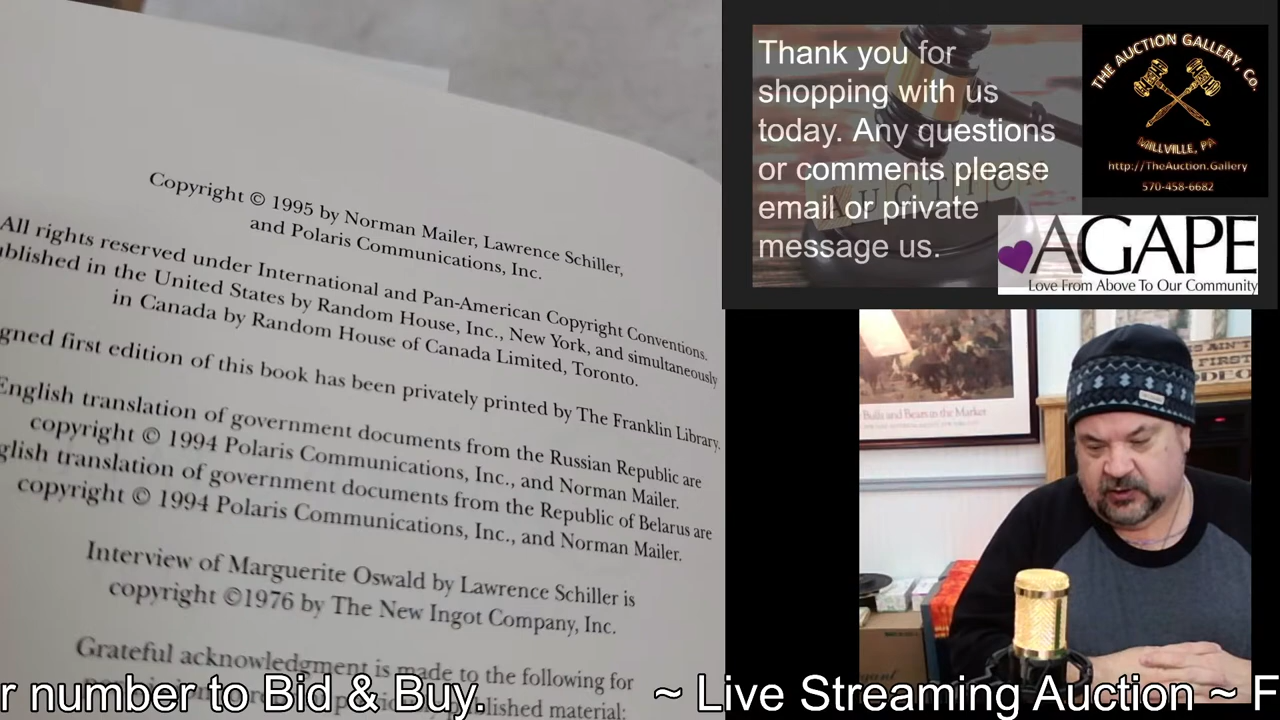 Copyright © 1995 by Norman Mailer, Lawrence Schiller,
and Polaris Communications, Inc.
All rights reserved under International and Pan-American Copyright Conventions.
in the United States by Random House, Inc., New York, and simultaneously
in Canada by Random House of Canada Limited, Toronto.
first edition of this book has been privately printed by The Franklin Library.
English translation of government documents from the Russian Republic are
copyright © 1994 Polaris Communications, Inc., and Norman Mailer.
translation of government documents from the Republic of Belarus are
copyright © 1994 Polaris Communications, Inc., and Norman Mailer.
Interview of Marguerite Oswald by Lawrence Schiller is
copyright ©1976 by The New Ingot Company, Inc.
Grateful acknowledgment is made to the following for
published material:
Thank you for
shopping with us
today. Any questions
or comments please
email or private
message us.
AUCTION
THE AUCTION GALLERY, Co.
MILLVILLE, PA
http://TheAuction.Gallery
570-458-6682
AGAPE
Love From Above To Our Community
Bulls and Bears in the Market
AIN'T
FIRST
r number to Bid & Buy. ~ Live Streaming Auction ~ F